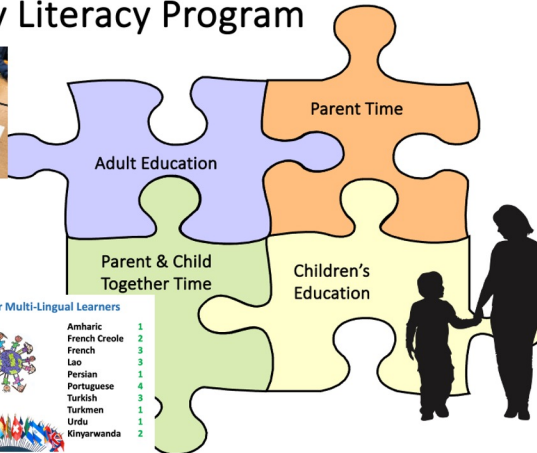 y Literacy Program
Parent Time
Adult Education
Parent & Child
Together Time
Children's
Education
r Multi-Lingual Learners
Amharic 1
French Creole 2
French 3
Lao 3
Persian 1
Portuguese 4
Turkish 3
Turkmen 1
Urdu 1
Kinyarwanda 2